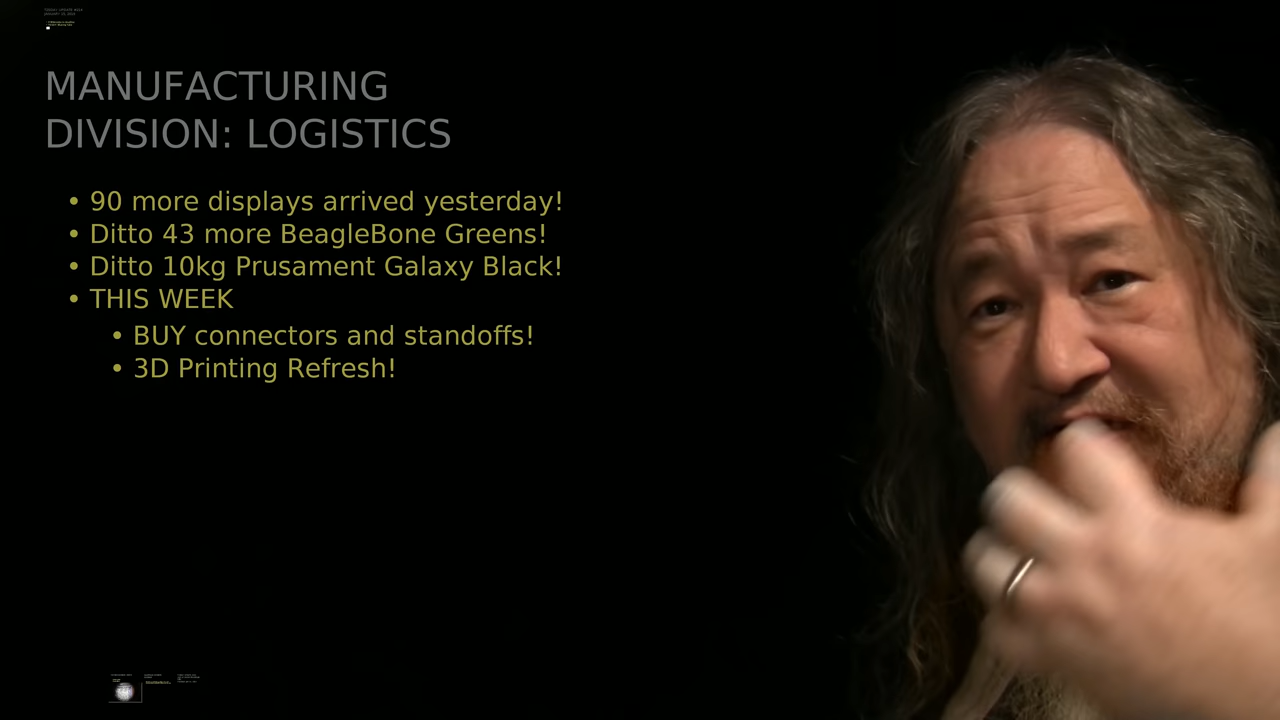 MANUFACTURING
DIVISION: LOGISTICS
• 90 more displays arrived yesterday!
• Ditto 43 more BeagleBone Greens!
• Ditto 10kg Prusament Galaxy Black!
• THIS WEEK
• BUY connectors and standoffs!
• 3D Printing Refresh!